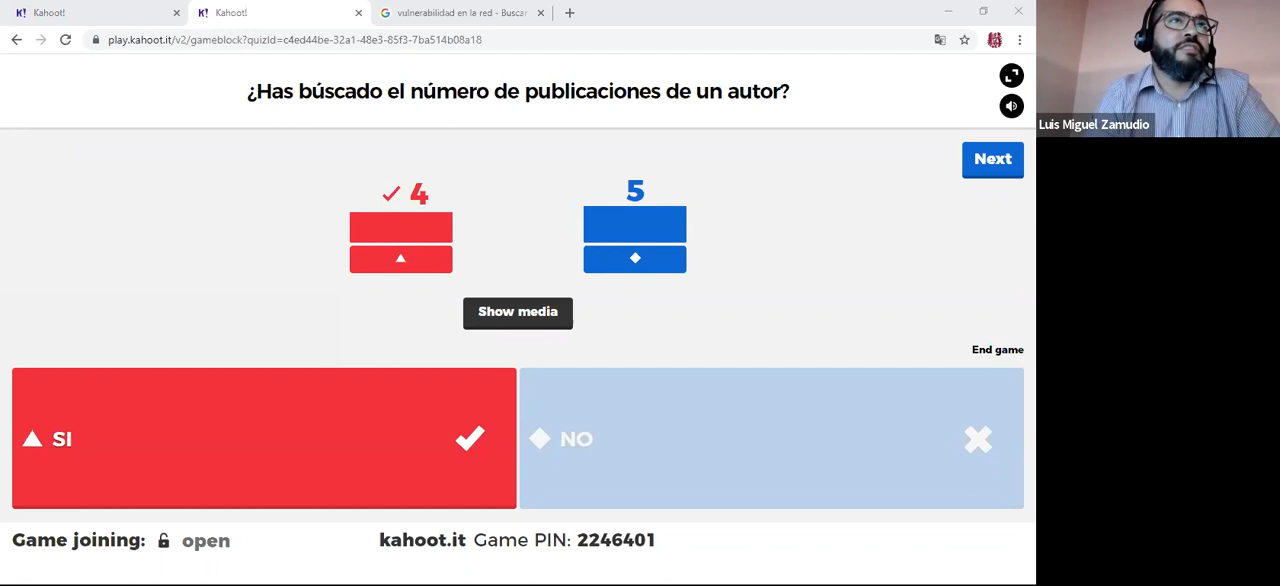 Kahoot!
Kahoot!
vulnerabilidad en la red - Buscar
play.kahoot.it/v2/gameblock?quizId=c4ed44be-32a1-48e3-85f3-7ba514b08a18
¿Has búscado el número de publicaciones de un autor?
Luis Miguel Zamudio
Next
4
5
Show media
End game
SI
NO
Game joining: open
kahoot.it Game PIN: 2246401